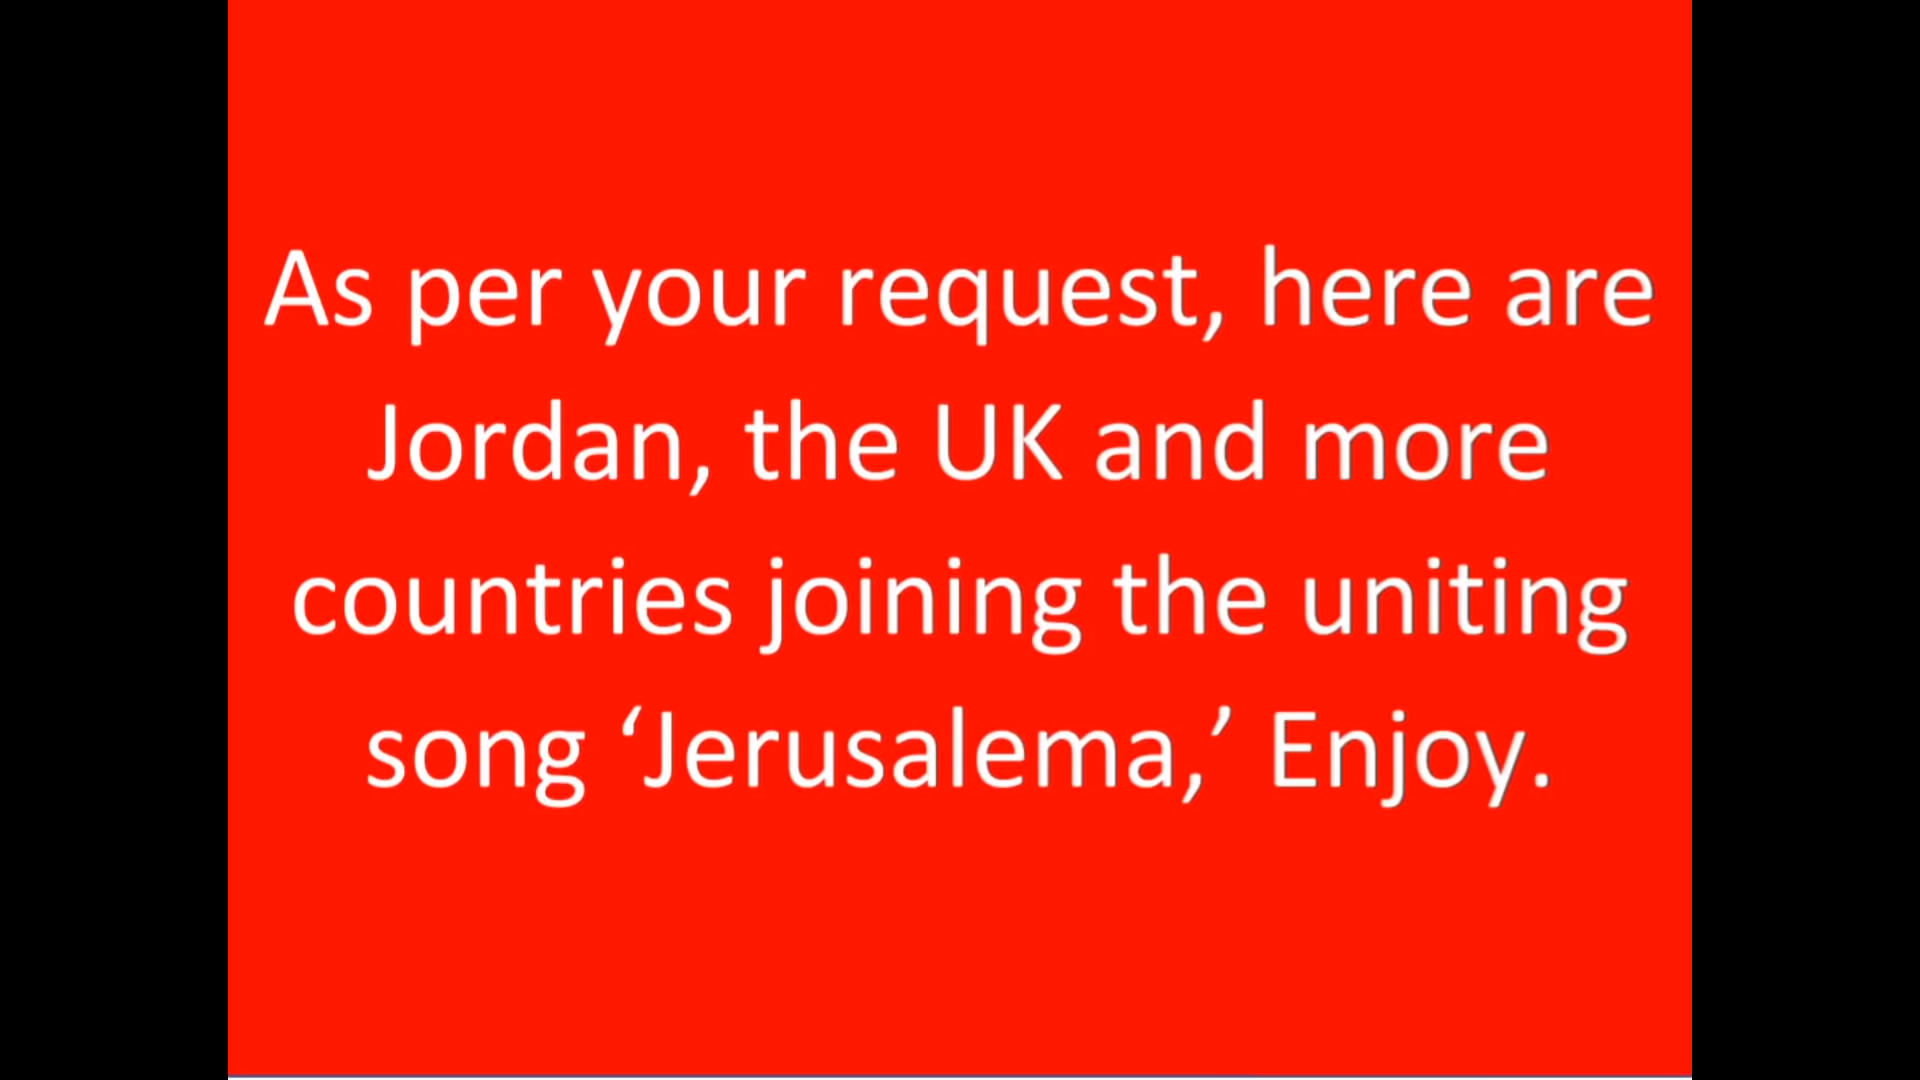 As per your request, here are
Jordan, the UK and more
countries joining the uniting
song ‘Jerusalema,’ Enjoy.